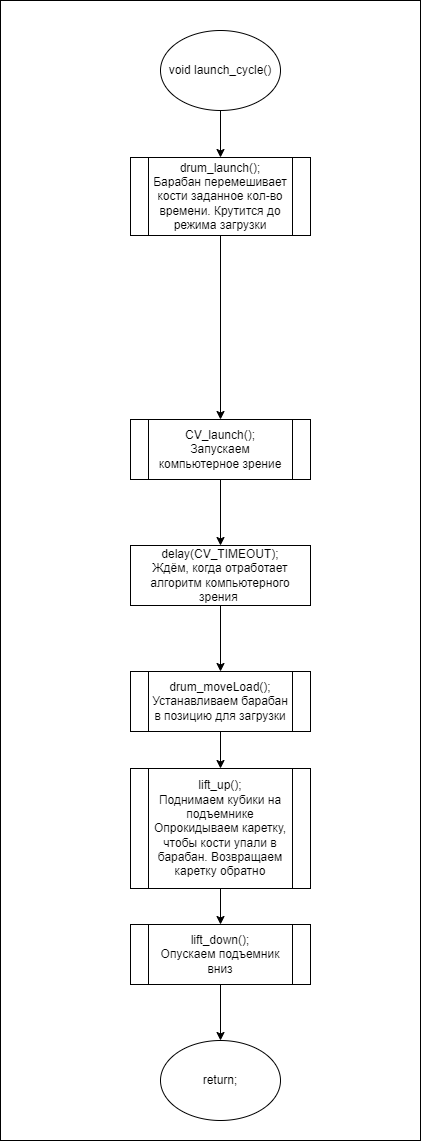 void launch_cycle()
drum_launch();
Барабан перемешивает
кости заданное кол-во
времени. Крутится до
режима загрузки
CV_launch();
Запускаем
компьютерное зрение
delay(CV_TIMEOUT);
Ждём, когда отработает
алгоритм компьютерного
зрения
drum_moveLoad();
Устанавливаем барабан
в позицию для загрузки
lift_up();
Поднимаем кубики на
подъемнике
Опрокидываем каретку,
чтобы кости упали в
барабан. Возвращаем
каретку обратно
lift_down();
Опускаем подъемник
вниз
return;